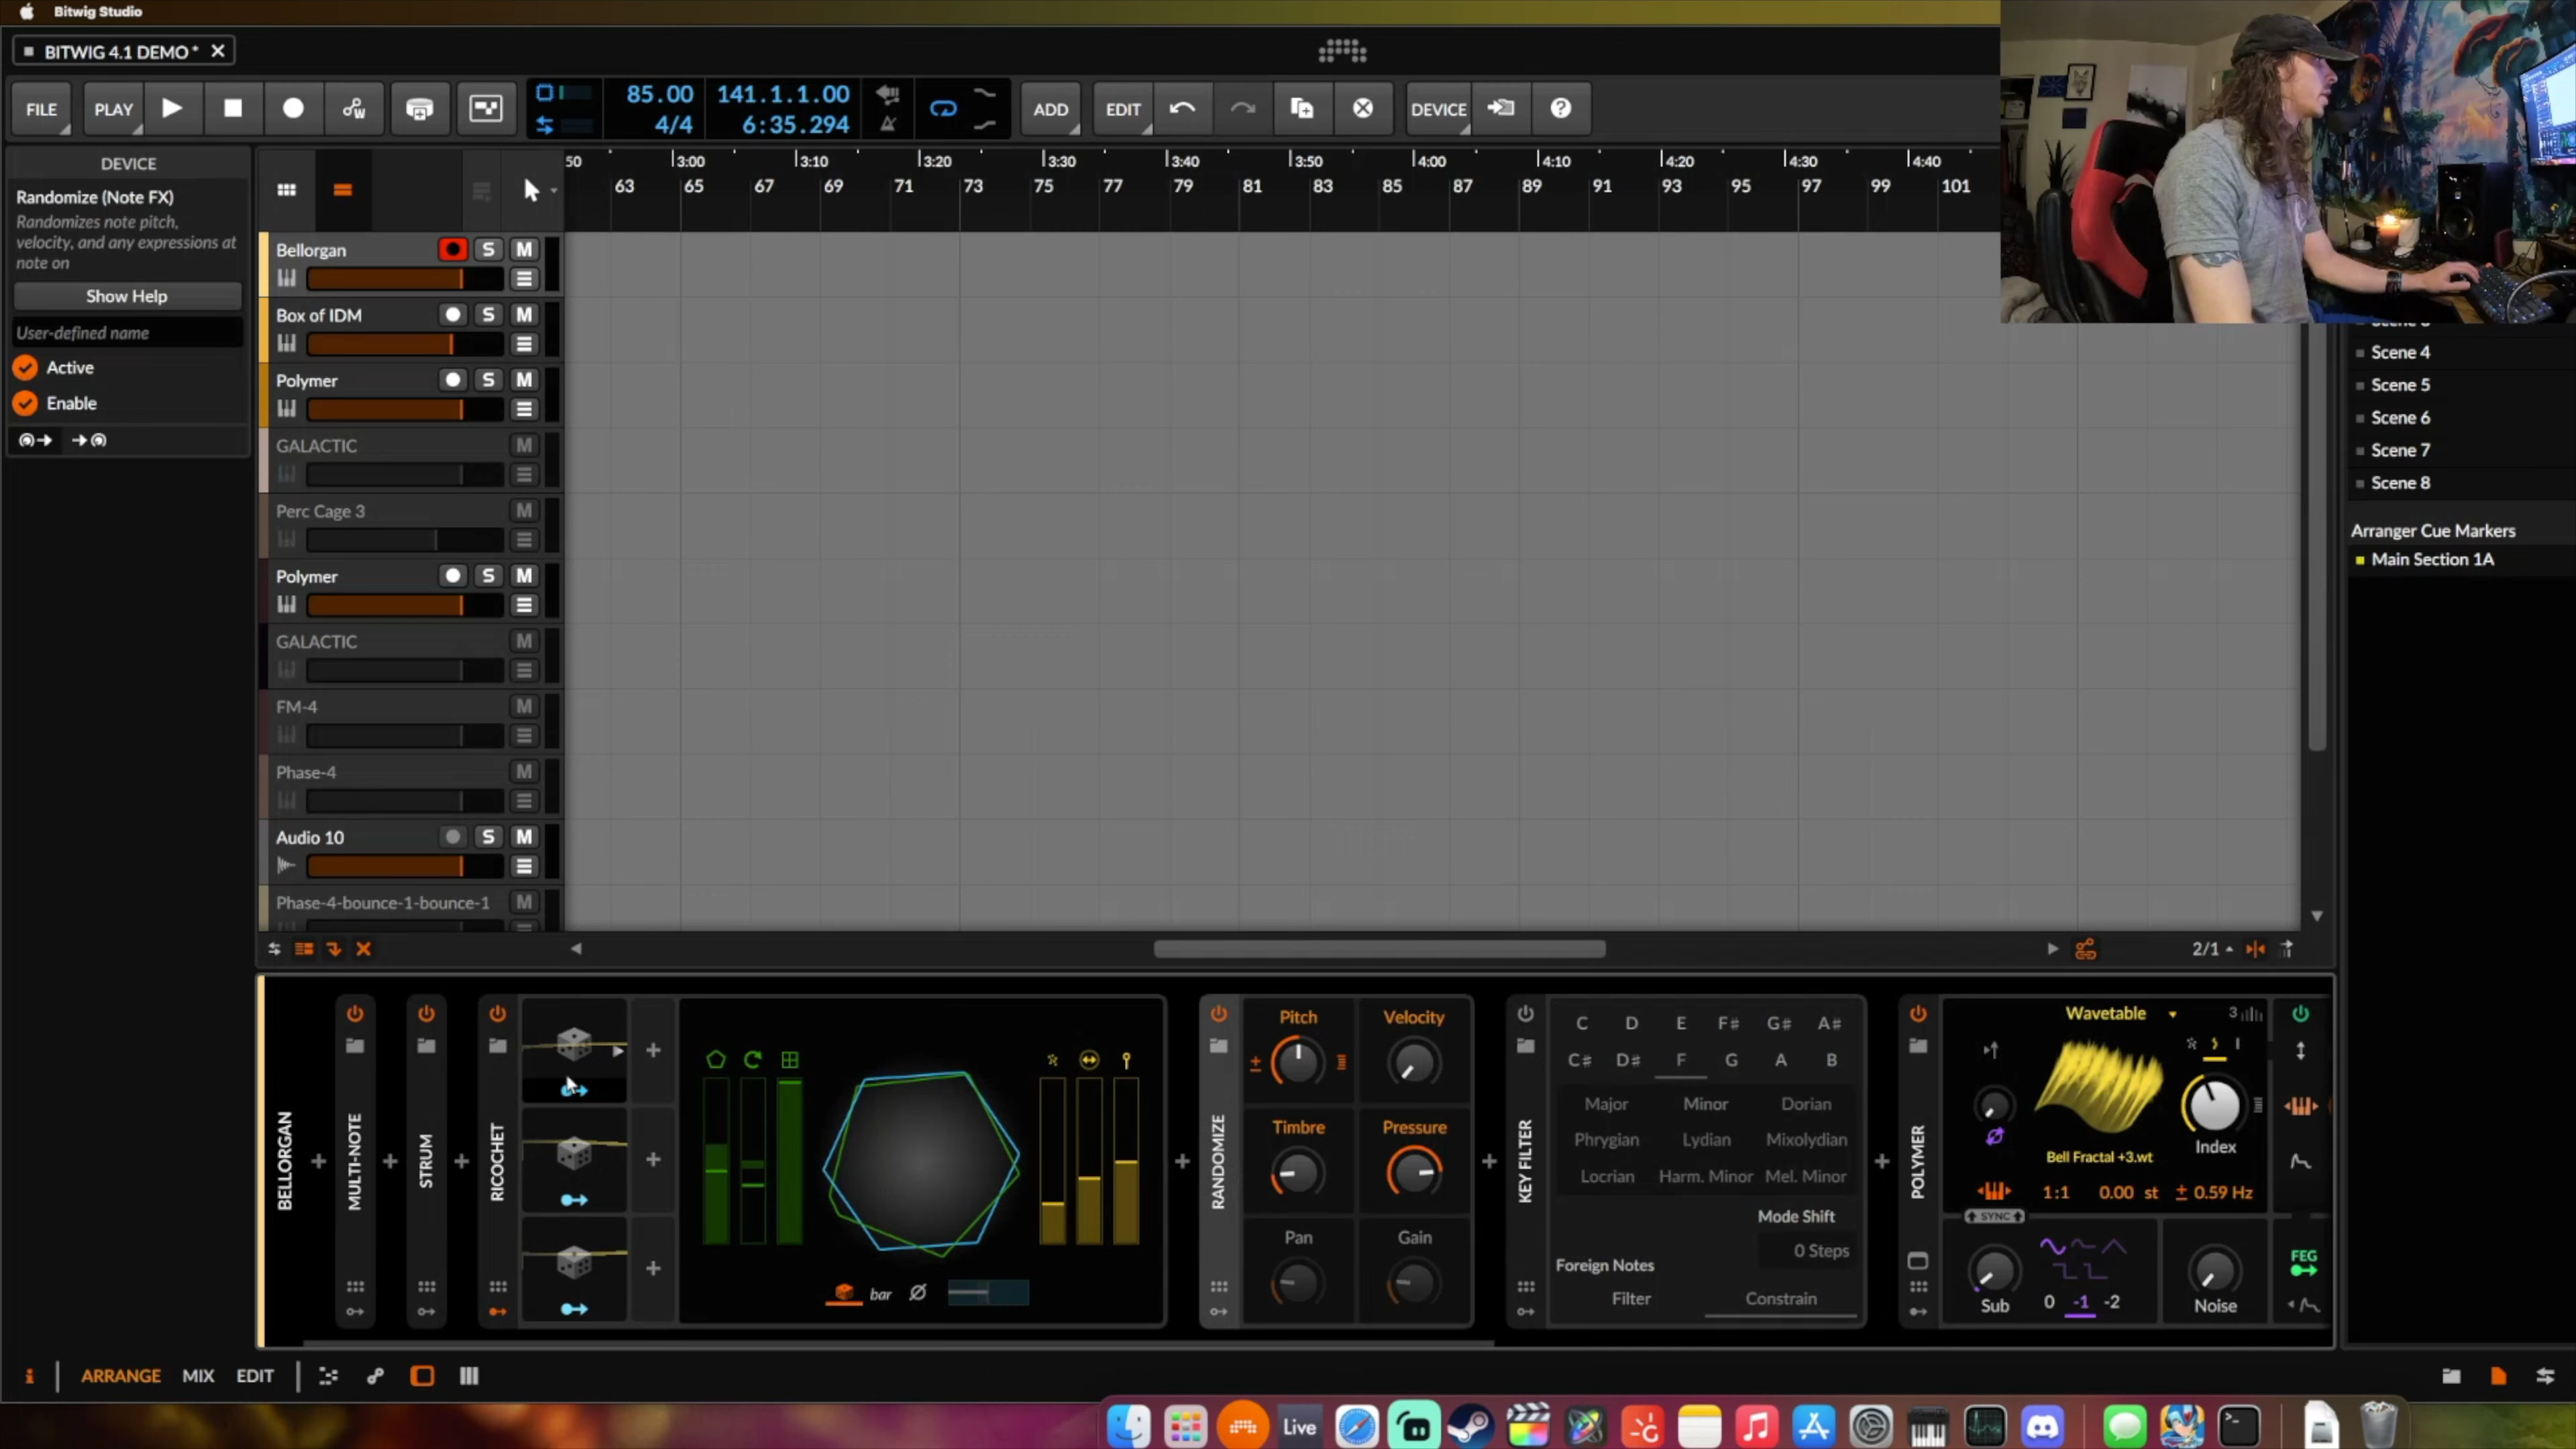 Bitwig Studio
BITWIG 4.1 DEMO*
FILE
PLAY
85.00
4/4
141.1.1.00
6:35.294
ADD
EDIT
DEVICE
DEVICE
Randomize (Note FX)
Randomizes note pitch,
velocity, and any expressions at
note on
Show Help
User-defined name
Active
Enable
50 3:00 3:10 3:20 3:30 3:40 3:50 4:00 4:10 4:20 4:30 4:40
63 65 67 69 71 73 75 77 79 81 83 85 87 89 91 93 95 97 99 101
Bellorgan S M
Box of IDM S M
Polymer S M
GALACTIC M
Perc Cage 3 M
Polymer S M
GALACTIC M
FM-4 M
Phase-4 M
Audio 10 S M
Phase-4-bounce-1-bounce-1 M
Scene 4
Scene 5
Scene 6
Scene 7
Scene 8
Arranger Cue Markers
Main Section 1A
2/1
BELLORGAN
MULTI-NOTE
STRUM
RICOCHET
bar
RANDOMIZE
Pitch Velocity
Timbre Pressure
Pan Gain
KEY FILTER
C D E F# G# A#
C# D# F G A B
Major Minor Dorian
Phrygian Lydian Mixolydian
Locrian Harm. Minor Mel. Minor
Mode Shift
0 Steps
Foreign Notes
Filter Constrain
POLYMER
Wavetable 3
Index
Bell Fractal +3.wt
1:1 0.00 st ± 0.59 Hz
SYNC
Sub 0 -1 -2 Noise
FEG
i ARRANGE MIX EDIT
Live